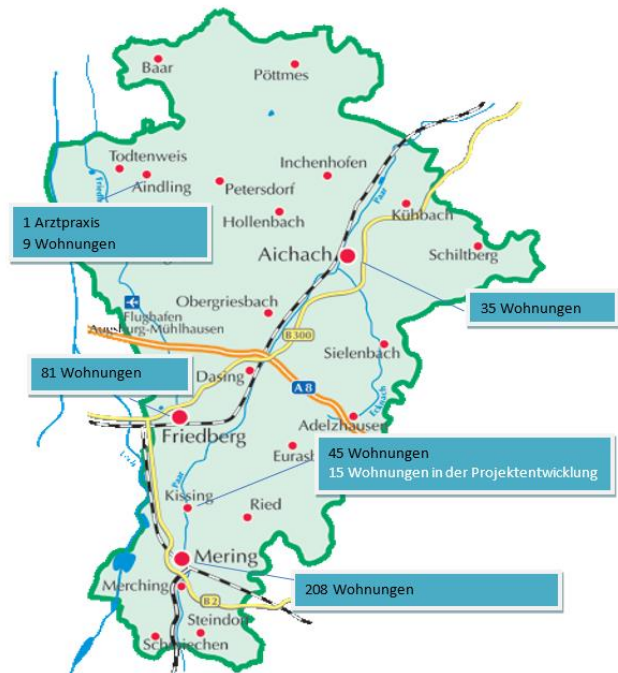 Baar
Pöttmes
Todtenweis
Aindling
Inchenhofen
Petersdorf
Paar
Kühbach
Hollenbach
1 Arztpraxis
9 Wohnungen
Aichach
Schiltberg
Obergriesbach
35 Wohnungen
Flughafen
Augsburg-Mühlhausen
B 300
Sielenbach
81 Wohnungen
Dasing
A 8
Ecknach
Adelzhausen
Friedberg
45 Wohnungen
15 Wohnungen in der Projektentwicklung
Paar
Kissing
Ried
Mering
208 Wohnungen
Merching
B 2
Steindorf